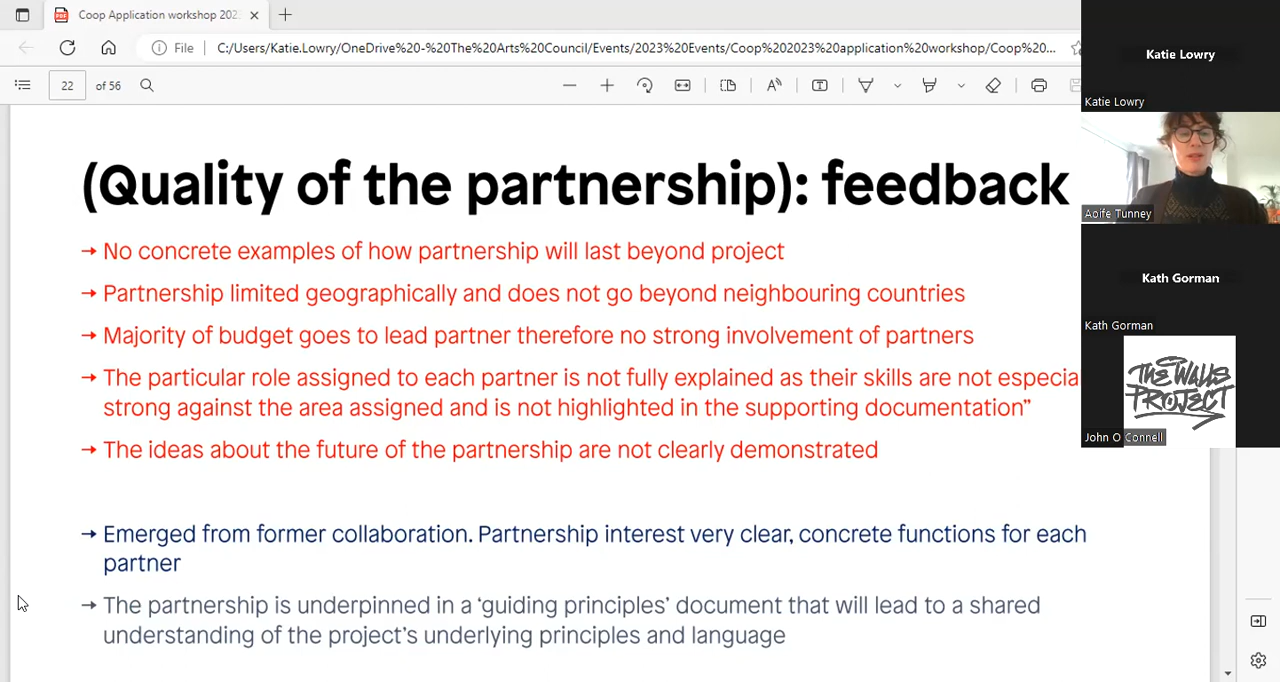 Coop Application workshop 202
File
C:/Users/Katie.Lowry/OneDrive%20-%20The%20Arts%20Council/Events/2023%20Events/Coop%202023%20application%20workshop/Coop%20...
22 of 56
(Quality of the partnership): feedback
→ No concrete examples of how partnership will last beyond project
→ Partnership limited geographically and does not go beyond neighbouring countries
→ Majority of budget goes to lead partner therefore no strong involvement of partners
→ The particular role assigned to each partner is not fully explained as their skills are not especial
strong against the area assigned and is not highlighted in the supporting documentation”
→ The ideas about the future of the partnership are not clearly demonstrated
→ Emerged from former collaboration. Partnership interest very clear, concrete functions for each
partner
→ The partnership is underpinned in a ‘guiding principles’ document that will lead to a shared
understanding of the project’s underlying principles and language
Katie Lowry
Katie Lowry
Aoife Tunney
Kath Gorman
Kath Gorman
THE WALLS
PROJECT
John O Connell